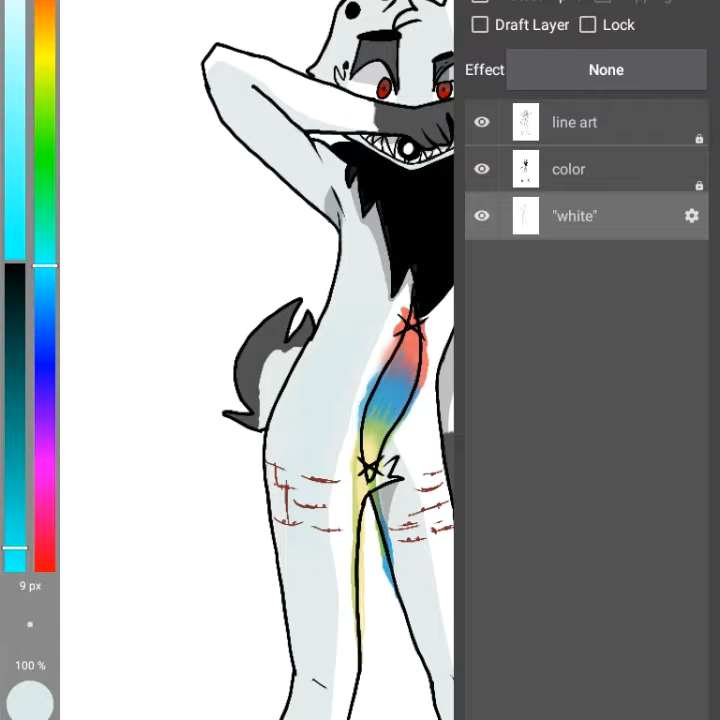 Draft Layer Lock
Effect None
line art
color
"white"
9 px
100 %